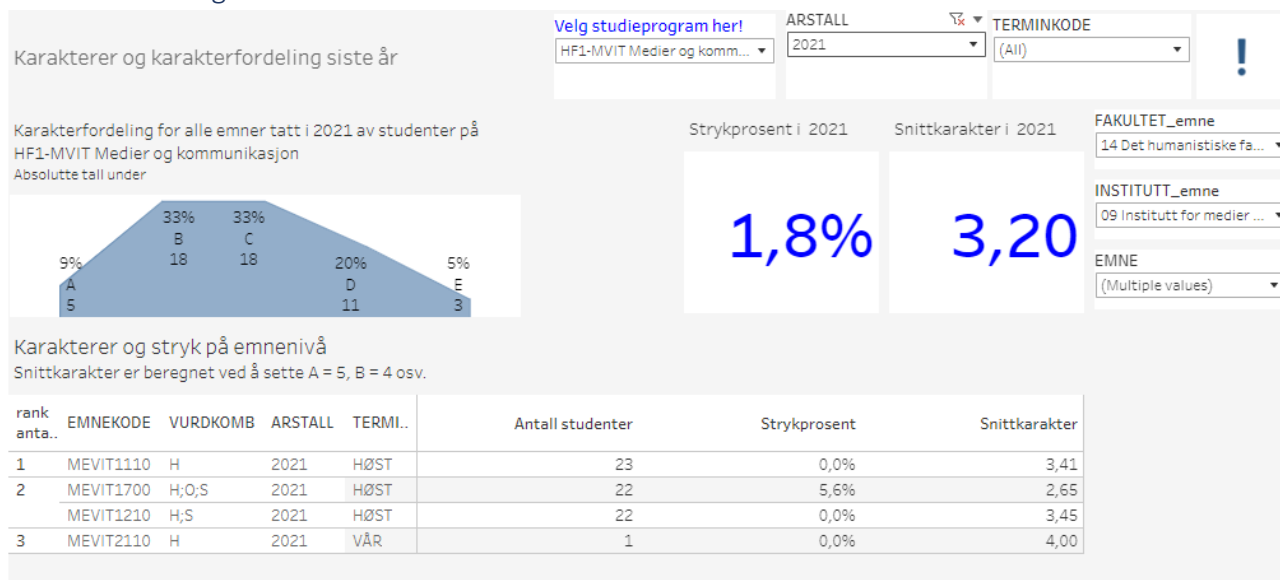 Velg studieprogram her!
HF1-MVIT Medier og komm...
ARSTALL
2021
TERMINKODE
(All)
!
Karakterer og karakterfordeling siste år
Karakterfordeling for alle emner tatt i 2021 av studenter på
HF1-MVIT Medier og kommunikasjon
Absolutte tall under
9%
A
5
33%
B
18
33%
C
18
20%
D
11
5%
E
3
Strykprosent i 2021
1,8%
Snittkarakter i 2021
3,20
FAKULTET_emne
14 Det humanistiske fa...
INSTITUTT_emne
09 Institutt for medier ...
EMNE
(Multiple values)
Karakterer og stryk på emnenivå
Snittkarakter er beregnet ved å sette A = 5, B = 4 osv.
rank anta.. EMNEKODE VURDKOMB ARSTALL TERMI.. Antall studenter Strykprosent Snittkarakter
1 MEVIT1110 H 2021 HØST 23 0,0% 3,41
2 MEVIT1700 H;O;S 2021 HØST 22 5,6% 2,65
MEVIT1210 H;S 2021 HØST 22 0,0% 3,45
3 MEVIT2110 H 2021 VÅR 1 0,0% 4,00